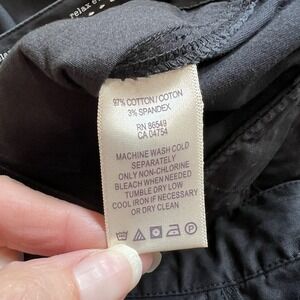 relax e
97% COTTON/COTON
3% SPANDEX
RN 86549
CA 04754
MACHINE WASH COLD
SEPARATELY
ONLY NON-CHLORINE
BLEACH WHEN NEEDED
TUMBLE DRY LOW
COOL IRON IF NECESSARY
OR DRY CLEAN